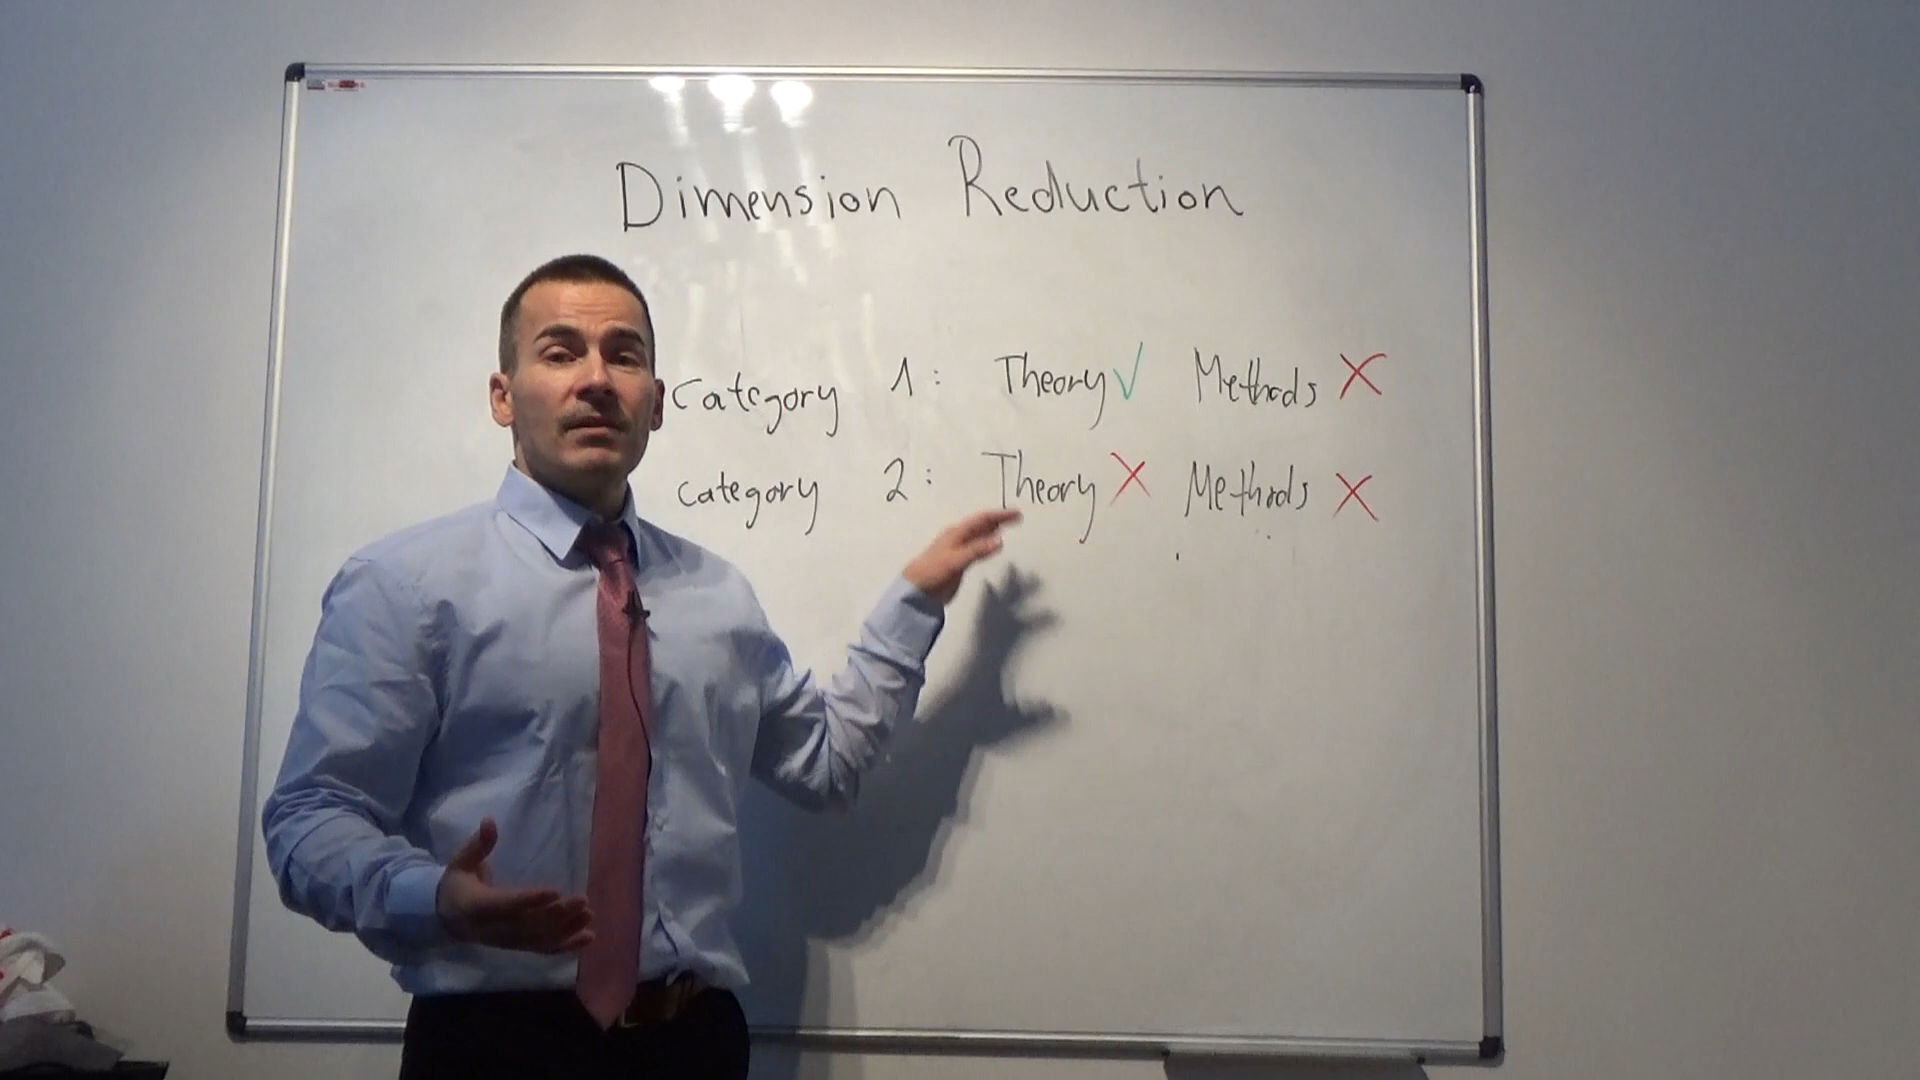 Dimension Reduction
Category 1: Theory ✓ Methods ✗
Category 2: Theory ✗ Methods ✗